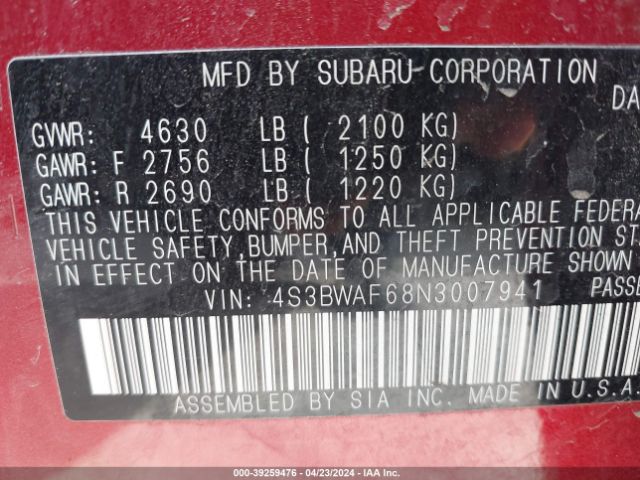 MFD BY SUBARU CORPORATION
DA
GVWR: 4630 LB ( 2100 KG)
GAWR: F 2756 LB ( 1250 KG)
GAWR: R 2690 LB ( 1220 KG)
THIS VEHICLE CONFORMS TO ALL APPLICABLE FEDERA
VEHICLE SAFETY, BUMPER, AND THEFT PREVENTION ST
IN EFFECT ON THE DATE OF MANUFACTURE SHOWN
VIN: 4S3BWAF68N3007941 PASSE
ASSEMBLED BY SIA INC. MADE IN U.S.A.
000-39259476 - 04/23/2024 - IAA Inc.